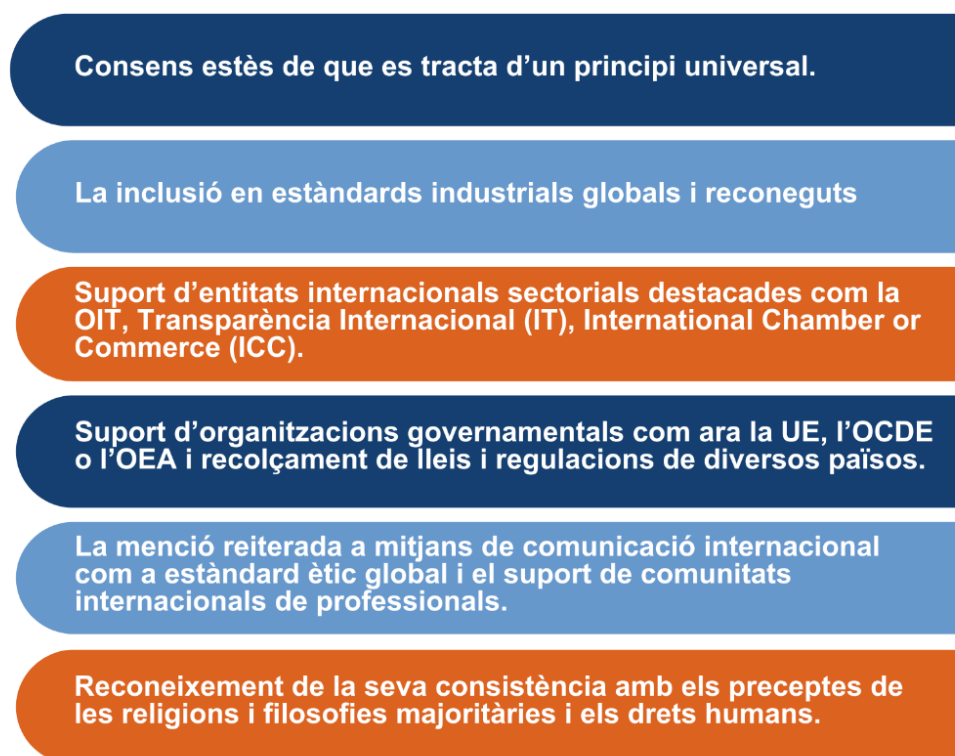 Consens estès de que es tracta d’un principi universal.
La inclusió en estàndards industrials globals i reconeguts
Suport d’entitats internacionals sectorials destacades com la
OIT, Transparència Internacional (IT), International Chamber or
Commerce (ICC).
Suport d’organitzacions governamentals com ara la UE, l’OCDE
o l’OEA i recolçament de lleis i regulacions de diversos països.
La menció reiterada a mitjans de comunicació internacional
com a estàndard ètic global i el suport de comunitats
internacionals de professionals.
Reconeixement de la seva consistència amb els preceptes de
les religions i filosofies majoritàries i els drets humans.